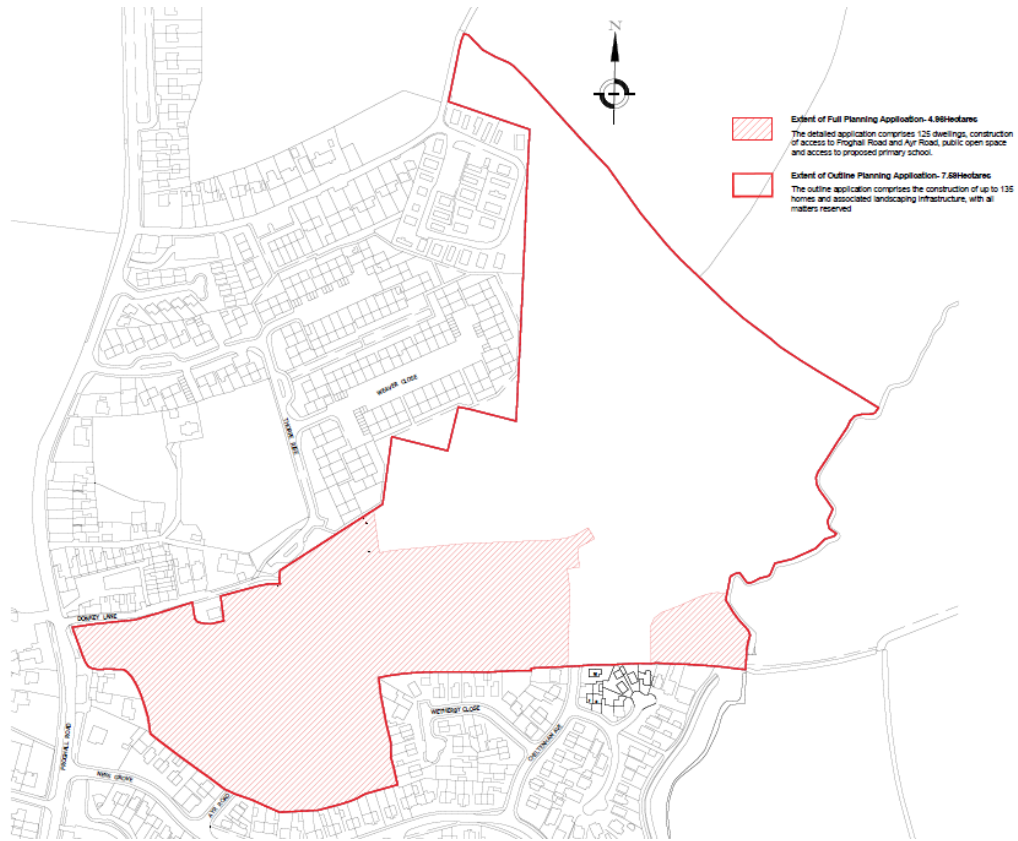 N
Extent of Full Planning Application- 4.96Hectares
The detailed application comprises 125 dwellings, construction
of access to Froghall Road and Ayr Road, public open space
and access to proposed primary school.
Extent of Outline Planning Application- 7.59Hectares
The outline application comprises the construction of up to 135
homes and associated landscaping infrastructure, with all
matters reserved
WEAVER CLOSE
DONKEY LANE
WETHERBY CLOSE
CHELTENHAM AVE
FROGHALL ROAD
AYR ROAD